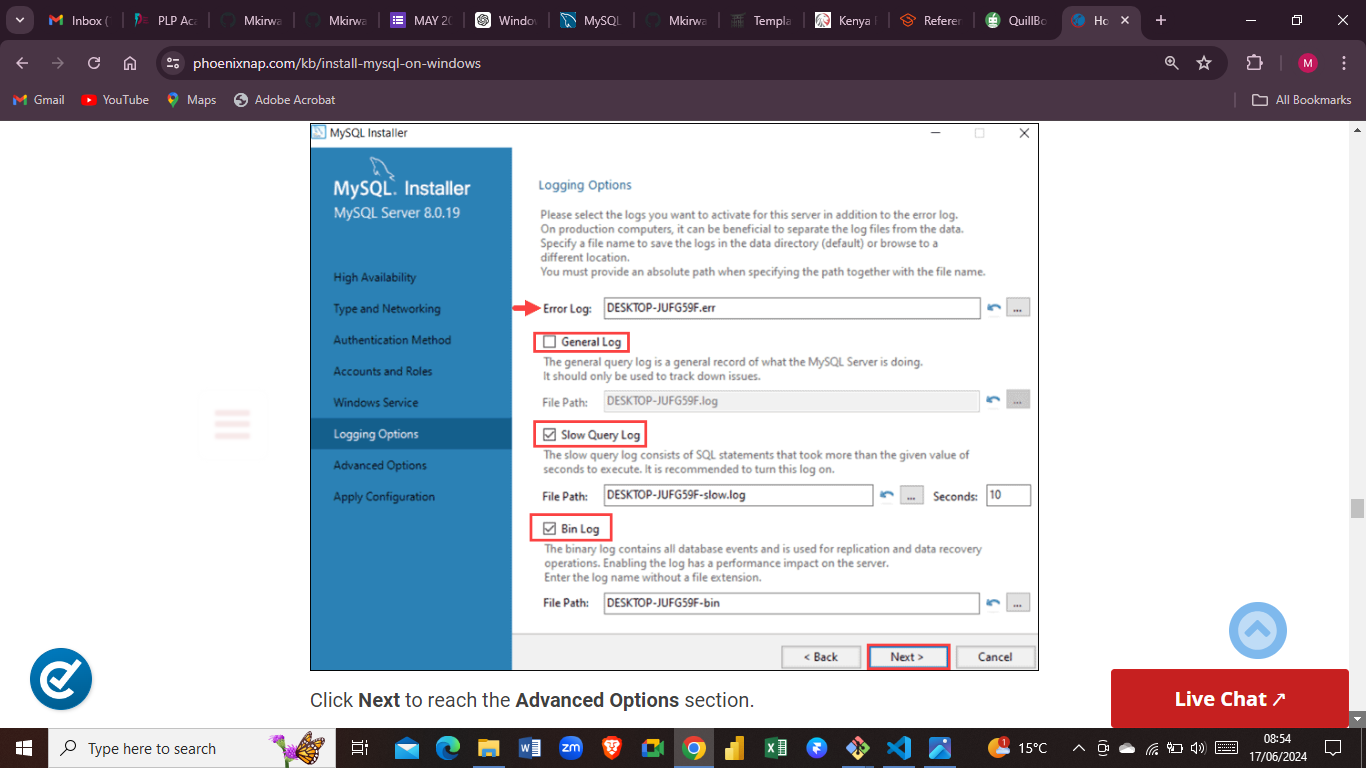 Inbox (
PLP Aca
Mkirwa
Mkirwa
MAY 20
Window
MySQL
Mkirwa
Templa
Kenya
Referen
QuillBo
Ho
phoenixnap.com/kb/install-mysql-on-windows
M
Gmail
YouTube
Maps
Adobe Acrobat
All Bookmarks
MySQL Installer
MySQL. Installer
MySQL Server 8.0.19
High Availability
Type and Networking
Authentication Method
Accounts and Roles
Windows Service
Logging Options
Advanced Options
Apply Configuration
Logging Options
Please select the logs you want to activate for this server in addition to the error log.
On production computers, it can be beneficial to separate the log files from the data.
Specify a file name to save the logs in the data directory (default) or browse to a
different location.
You must provide an absolute path when specifying the path together with the file name.
Error Log: DESKTOP-JUFG59F.err ...
General Log
The general query log is a general record of what the MySQL Server is doing.
It should only be used to track down issues.
File Path: DESKTOP-JUFG59F.log ...
Slow Query Log
The slow query log consists of SQL statements that took more than the given value of
seconds to execute. It is recommended to turn this log on.
File Path: DESKTOP-JUFG59F-slow.log ... Seconds: 10
Bin Log
The binary log contains all database events and is used for replication and data recovery
operations. Enabling the log has a performance impact on the server.
Enter the log name without a file extension.
File Path: DESKTOP-JUFG59F-bin ...
< Back
Next >
Cancel
Click Next to reach the Advanced Options section.
Live Chat
Type here to search
zm
1
15°C
08:54
17/06/2024